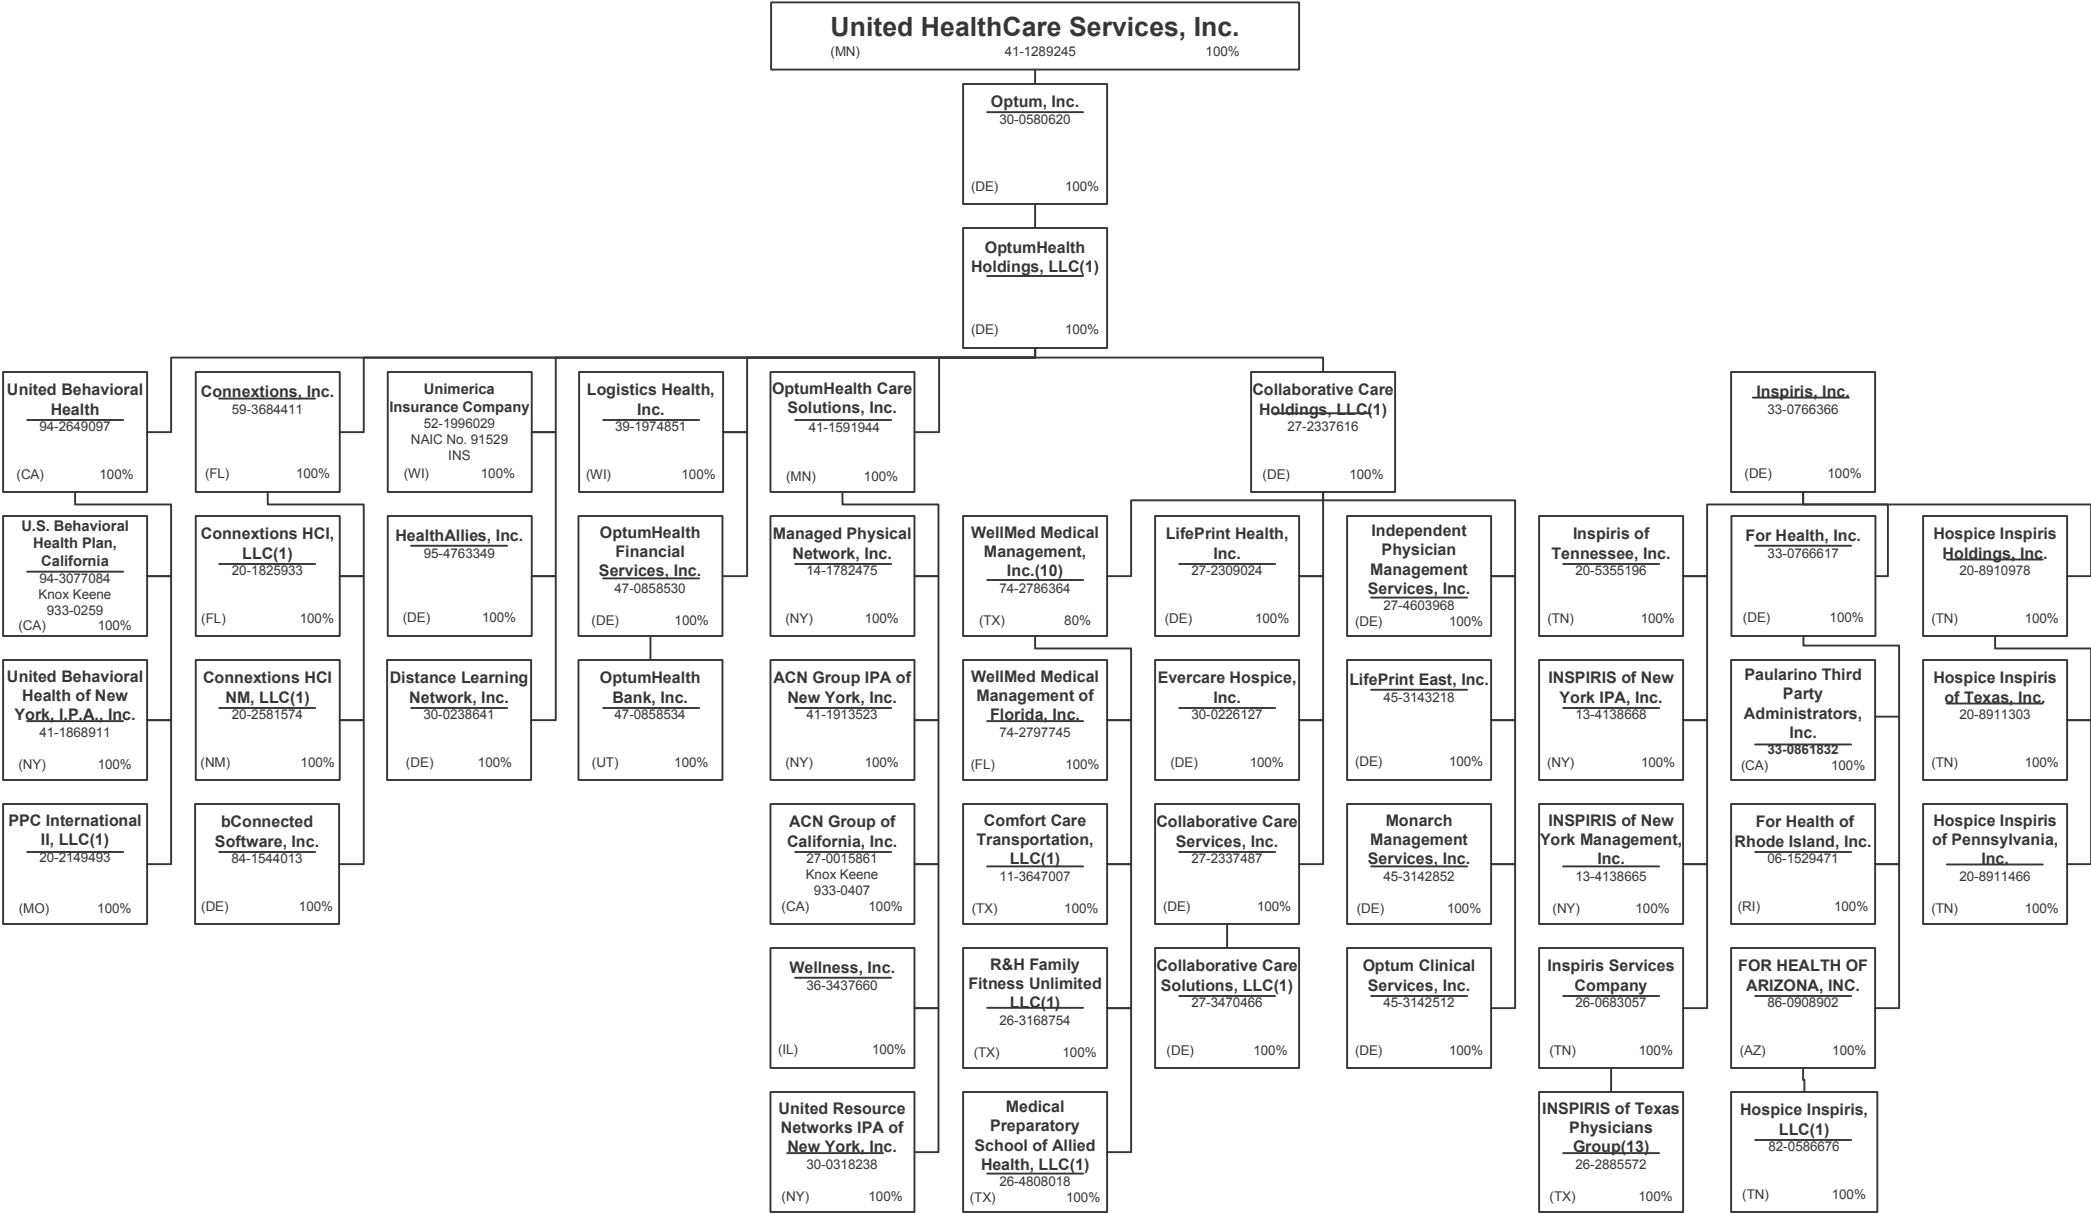 United HealthCare Services, Inc.
(MN) 41-1289245 100%
Optum, Inc.
30-0580620
(DE) 100%
OptumHealth
Holdings, LLC(1)
(DE) 100%
United Behavioral
Health
94-2649097
(CA) 100%
Connextions, Inc.
59-3684411
(FL) 100%
Unimerica
Insurance Company
52-1996029
NAIC No. 91529
INS
(WI) 100%
Logistics Health,
Inc.
39-1974851
(WI) 100%
OptumHealth Care
Solutions, Inc.
41-1591944
(MN) 100%
Collaborative Care
Holdings, LLC(1)
27-2337616
(DE) 100%
Inspiris, Inc.
33-0766366
(DE) 100%
U.S. Behavioral
Health Plan,
California
94-3077084
Knox Keene
933-0259
(CA) 100%
Connextions HCI,
LLC(1)
20-1825933
(FL) 100%
HealthAllies, Inc.
95-4763349
(DE) 100%
OptumHealth
Financial
Services, Inc.
47-0858530
(DE) 100%
Managed Physical
Network, Inc.
14-1782475
(NY) 100%
WellMed Medical
Management,
Inc.(10)
74-2786364
(TX) 80%
LifePrint Health,
Inc.
27-2309024
(DE) 100%
Independent
Physician
Management
Services, Inc.
27-4603968
(DE) 100%
Inspiris of
Tennessee, Inc.
20-5355196
(TN) 100%
For Health, Inc.
33-0766617
(DE) 100%
Hospice Inspiris
Holdings, Inc.
20-8910978
(TN) 100%
United Behavioral
Health of New
York, I.P.A., Inc.
41-1868911
(NY) 100%
Connextions HCI
NM, LLC(1)
20-2581574
(NM) 100%
Distance Learning
Network, Inc.
30-0238641
(DE) 100%
OptumHealth
Bank, Inc.
47-0858534
(UT) 100%
ACN Group IPA of
New York, Inc.
41-1913523
(NY) 100%
WellMed Medical
Management of
Florida, Inc.
74-2797745
(FL) 100%
Evercare Hospice,
Inc.
30-0226127
(DE) 100%
LifePrint East, Inc.
45-3143218
(DE) 100%
INSPIRIS of New
York IPA, Inc.
13-4138668
(NY) 100%
Paularino Third
Party
Administrators,
Inc.
33-0861832
(CA) 100%
Hospice Inspiris
of Texas, Inc.
20-8911303
(TN) 100%
PPC International
II, LLC(1)
20-2149493
(MO) 100%
bConnected
Software, Inc.
84-1544013
(DE) 100%
ACN Group of
California, Inc.
27-0015861
Knox Keene
933-0407
(CA) 100%
Comfort Care
Transportation,
LLC(1)
11-3647007
(TX) 100%
Collaborative Care
Services, Inc.
27-2337487
(DE) 100%
Monarch
Management
Services, Inc.
45-3142852
(DE) 100%
INSPIRIS of New
York Management,
Inc.
13-4138665
(NY) 100%
For Health of
Rhode Island, Inc.
06-1529471
(RI) 100%
Hospice Inspiris
of Pennsylvania,
Inc.
20-8911466
(TN) 100%
Wellness, Inc.
36-3437660
(IL) 100%
R&H Family
Fitness Unlimited
LLC(1)
26-3168754
(TX) 100%
Collaborative Care
Solutions, LLC(1)
27-3470466
(DE) 100%
Optum Clinical
Services, Inc.
45-3142512
(DE) 100%
Inspiris Services
Company
26-0683057
(TN) 100%
FOR HEALTH OF
ARIZONA, INC.
86-0908902
(AZ) 100%
United Resource
Networks IPA of
New York, Inc.
30-0318238
(NY) 100%
Medical
Preparatory
School of Allied
Health, LLC(1)
26-4808018
(TX) 100%
INSPIRIS of Texas
Physicians
Group(13)
26-2885572
(TX) 100%
Hospice Inspiris,
LLC(1)
82-0586676
(TN) 100%